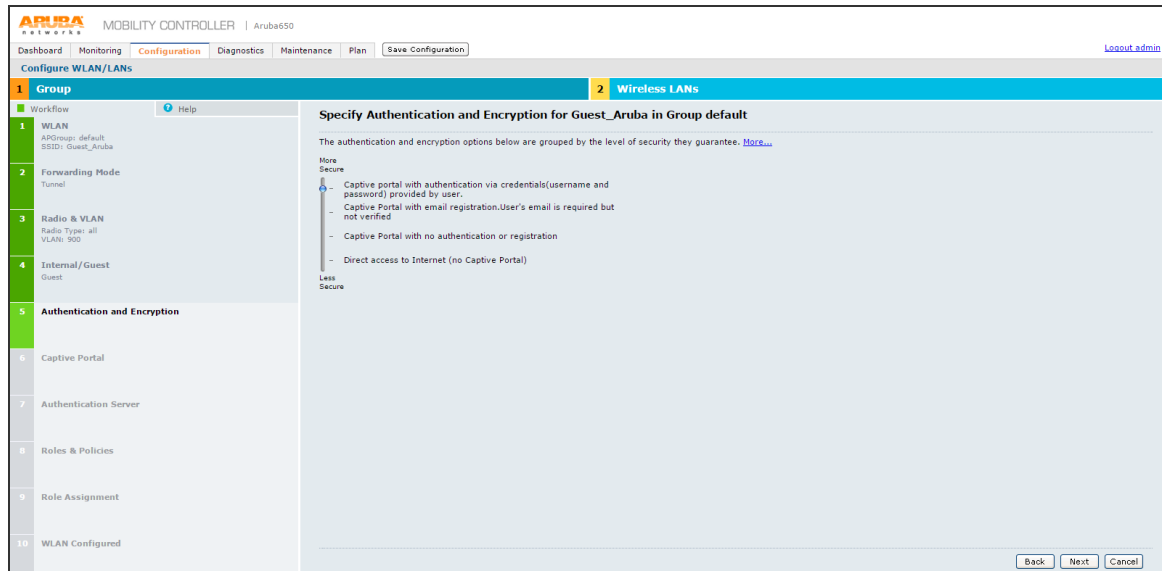 ARUBA
networks
MOBILITY CONTROLLER | Aruba650
Dashboard Monitoring Configuration Diagnostics Maintenance Plan Save Configuration
Logout admin
Configure WLAN/LANs
1 Group
2 Wireless LANs
Workflow
? Help
1 WLAN
APGroup: default
SSID: Guest_Aruba
2 Forwarding Mode
Tunnel
3 Radio & VLAN
Radio Type: all
VLAN: 900
4 Internal/Guest
Guest
5 Authentication and Encryption
6 Captive Portal
7 Authentication Server
8 Roles & Policies
9 Role Assignment
10 WLAN Configured
Specify Authentication and Encryption for Guest_Aruba in Group default
The authentication and encryption options below are grouped by the level of security they guarantee. More...
More
Secure
Captive portal with authentication via credentials(username and
password) provided by user.
Captive Portal with email registration.User's email is required but
not verified
Captive Portal with no authentication or registration
Direct access to Internet (no Captive Portal)
Less
Secure
Back Next Cancel